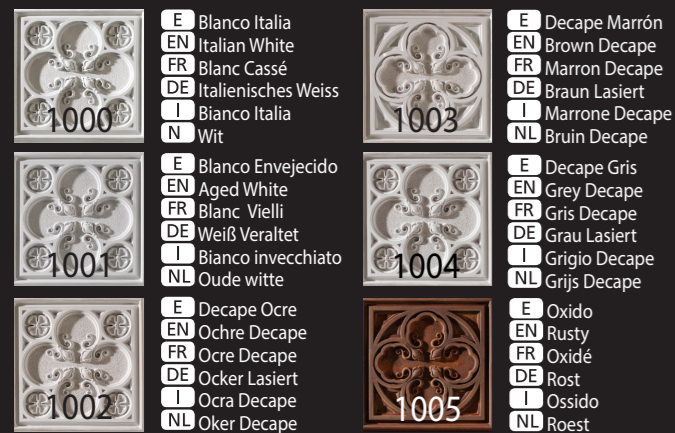 1000
E Blanco Italia
EN Italian White
FR Blanc Cassé
DE Italienisches Weiss
I Bianco Italia
N Wit
1001
E Blanco Envejecido
EN Aged White
FR Blanc Vielli
DE Weiß Veraltet
I Bianco invecchiato
NL Oude witte
1002
E Decape Ocre
EN Ochre Decape
FR Ocre Decape
DE Ocker Lasiert
I Ocra Decape
NL Oker Decape
1003
E Decape Marrón
EN Brown Decape
FR Marron Decape
DE Braun Lasiert
I Marrone Decape
NL Bruin Decape
1004
E Decape Gris
EN Grey Decape
FR Gris Decape
DE Grau Lasiert
I Grigio Decape
NL Grijs Decape
1005
E Oxido
EN Rusty
FR Oxidé
DE Rost
I Ossido
NL Roest